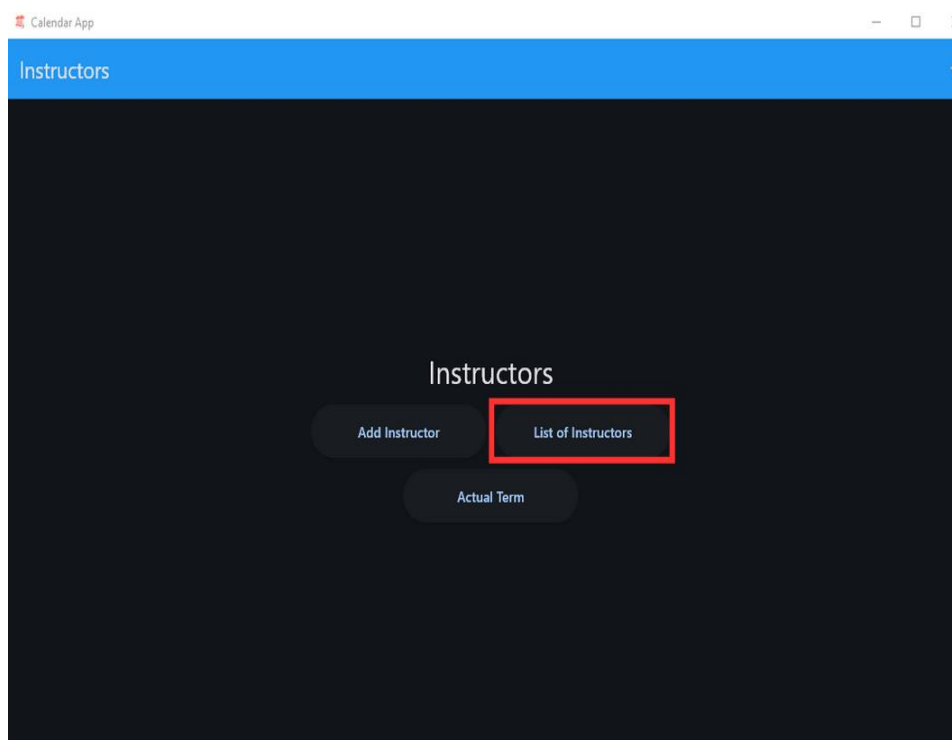 Calendar App
Instructors
Instructors
Add Instructor
List of Instructors
Actual Term